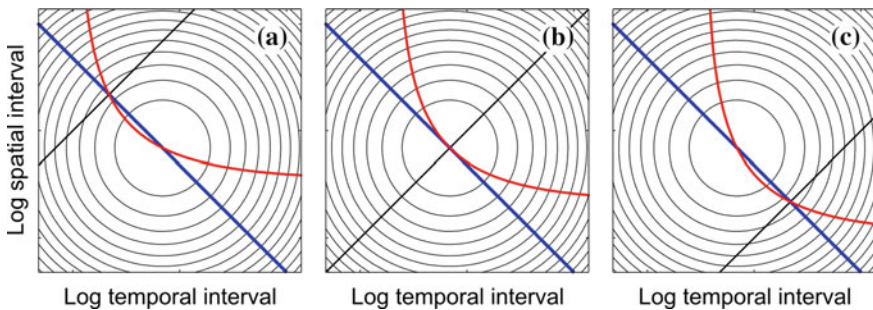 (a)
(b)
(c)
Log spatial interval
Log temporal interval
Log temporal interval
Log temporal interval